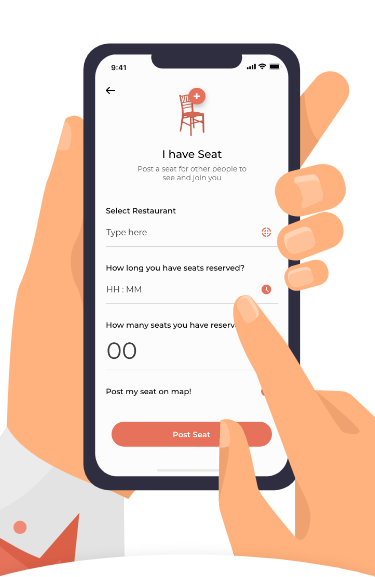 9:41
I have Seat
Post a seat for other people to
see and join you
Select Restaurant
Type here
How long you have seats reserved?
HH : MM
How many seats you have
00
Post my seat on map!
Post Seat